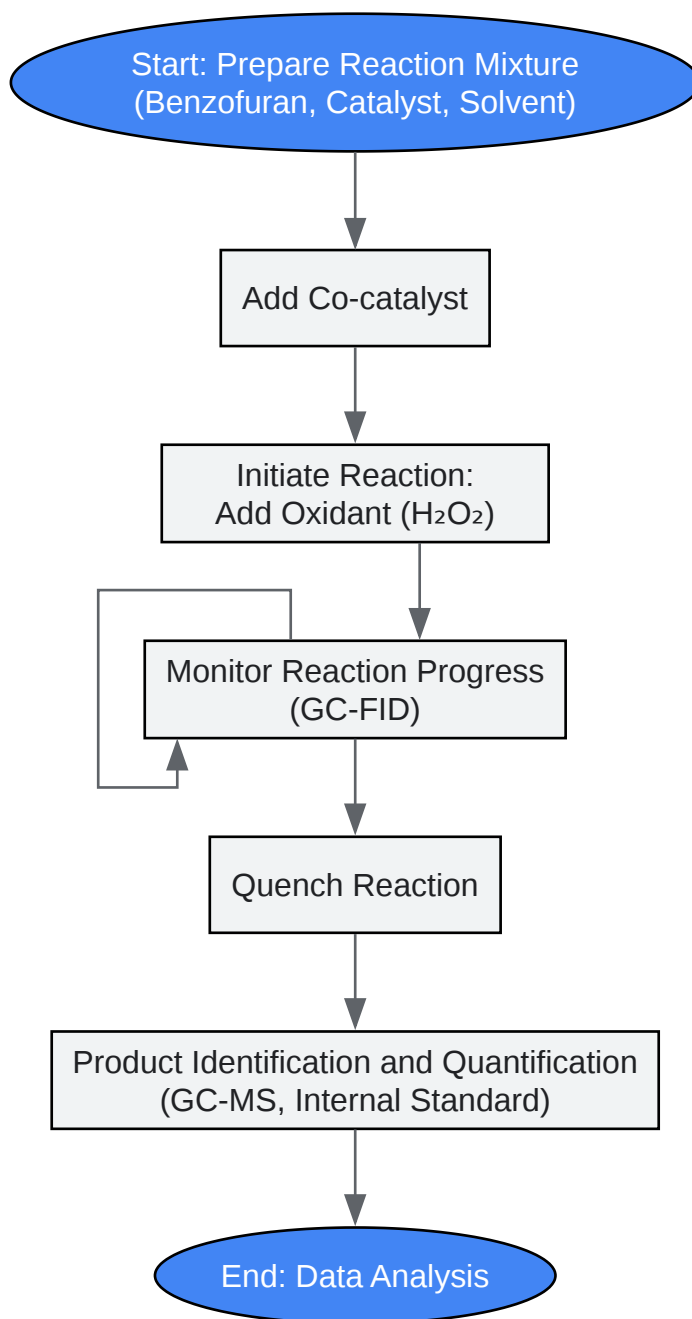 Start: Prepare Reaction Mixture
(Benzofuran, Catalyst, Solvent)
Add Co-catalyst
Initiate Reaction:
Add Oxidant (H₂O₂)
Monitor Reaction Progress
(GC-FID)
Quench Reaction
Product Identification and Quantification
(GC-MS, Internal Standard)
End: Data Analysis